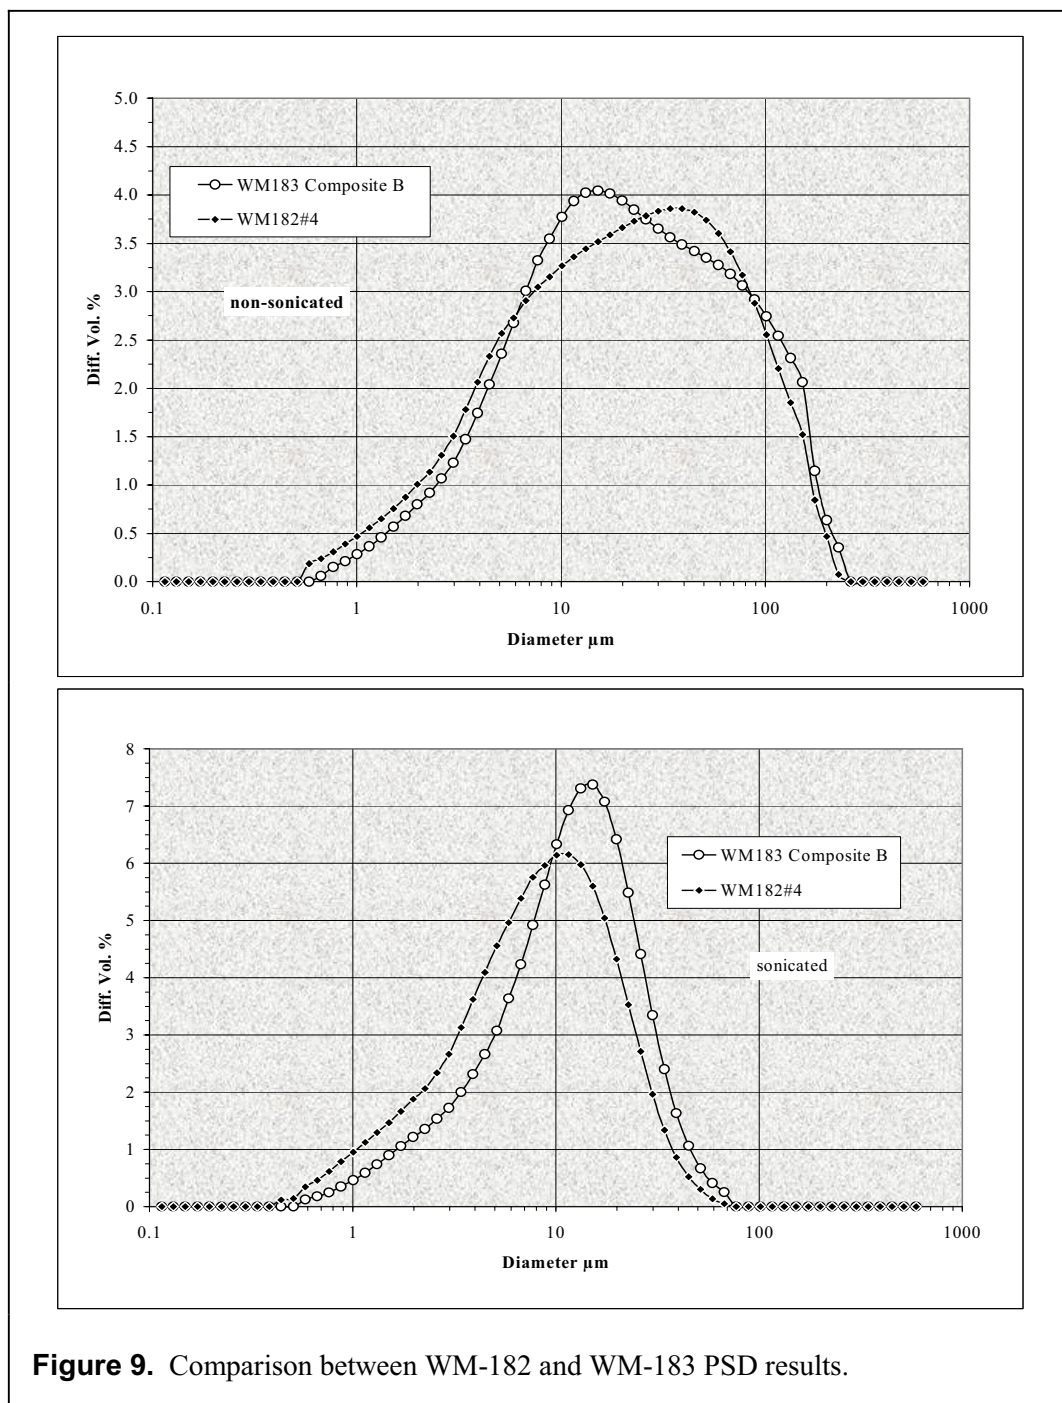 5.0
4.5
4.0
3.5
3.0
2.5
2.0
1.5
1.0
0.5
0.0
Diff. Vol. %
WM183 Composite B
WM182#4
non-sonicated
0.1 1 10 100 1000
Diameter µm
8
7
6
5
4
3
2
1
0
Diff. Vol. %
WM183 Composite B
WM182#4
sonicated
0.1 1 10 100 1000
Diameter µm
Figure 9. Comparison between WM-182 and WM-183 PSD results.